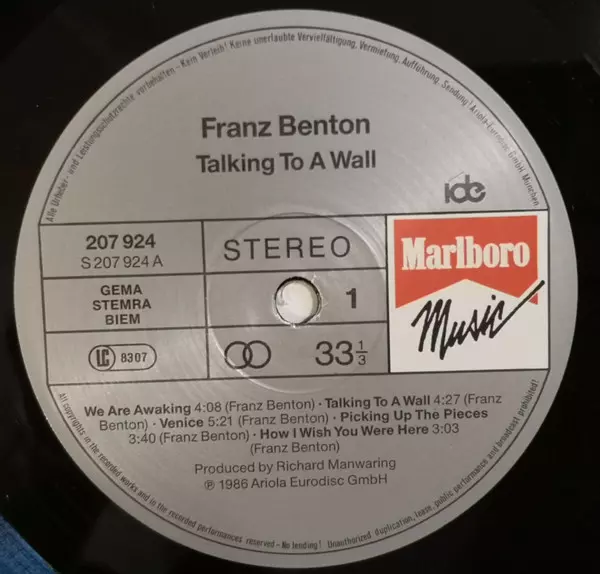 Alle Urheber- und Leistungsschutzrechte vorbehalten - Kein Verleih! Keine unerlaubte Vervielfältigung, Vermietung, Aufführung, Sendung! Ariola-Eurodisc GmbH München
Franz Benton
Talking To A Wall
ide
207 924
S 207 924 A
STEREO
Marlboro
Music
GEMA
STEMRA
BIEM
1
LC 8307
33 1/3
We Are Awaking 4:08 (Franz Benton) · Talking To A Wall 4:27 (Franz
Benton) · Venice 5:21 (Franz Benton) · Picking Up The Pieces
3:40 (Franz Benton) · How I Wish You Were Here 3:03
(Franz Benton)
Produced by Richard Manwaring
℗ 1986 Ariola Eurodisc GmbH
All copyrights in the recorded works and in the recorded performances reserved - No lending! Unauthorized duplication, lease, public performance and broadcast prohibited!